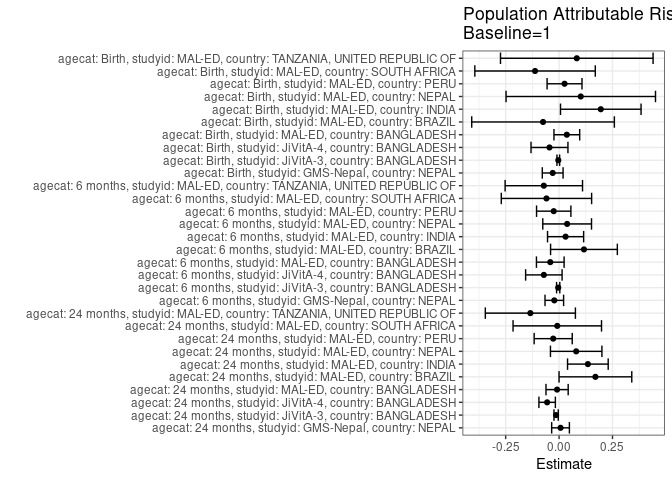 Population Attributable Ris
Baseline=1
agecat: Birth, studyid: MAL-ED, country: TANZANIA, UNITED REPUBLIC OF
agecat: Birth, studyid: MAL-ED, country: SOUTH AFRICA
agecat: Birth, studyid: MAL-ED, country: PERU
agecat: Birth, studyid: MAL-ED, country: NEPAL
agecat: Birth, studyid: MAL-ED, country: INDIA
agecat: Birth, studyid: MAL-ED, country: BRAZIL
agecat: Birth, studyid: MAL-ED, country: BANGLADESH
agecat: Birth, studyid: JiVitA-4, country: BANGLADESH
agecat: Birth, studyid: JiVitA-3, country: BANGLADESH
agecat: Birth, studyid: GMS-Nepal, country: NEPAL
agecat: 6 months, studyid: MAL-ED, country: TANZANIA, UNITED REPUBLIC OF
agecat: 6 months, studyid: MAL-ED, country: SOUTH AFRICA
agecat: 6 months, studyid: MAL-ED, country: PERU
agecat: 6 months, studyid: MAL-ED, country: NEPAL
agecat: 6 months, studyid: MAL-ED, country: INDIA
agecat: 6 months, studyid: MAL-ED, country: BRAZIL
agecat: 6 months, studyid: MAL-ED, country: BANGLADESH
agecat: 6 months, studyid: JiVitA-4, country: BANGLADESH
agecat: 6 months, studyid: JiVitA-3, country: BANGLADESH
agecat: 6 months, studyid: GMS-Nepal, country: NEPAL
agecat: 24 months, studyid: MAL-ED, country: TANZANIA, UNITED REPUBLIC OF
agecat: 24 months, studyid: MAL-ED, country: SOUTH AFRICA
agecat: 24 months, studyid: MAL-ED, country: PERU
agecat: 24 months, studyid: MAL-ED, country: NEPAL
agecat: 24 months, studyid: MAL-ED, country: INDIA
agecat: 24 months, studyid: MAL-ED, country: BRAZIL
agecat: 24 months, studyid: MAL-ED, country: BANGLADESH
agecat: 24 months, studyid: JiVitA-4, country: BANGLADESH
agecat: 24 months, studyid: JiVitA-3, country: BANGLADESH
agecat: 24 months, studyid: GMS-Nepal, country: NEPAL
-0.25 0.00 0.25
Estimate